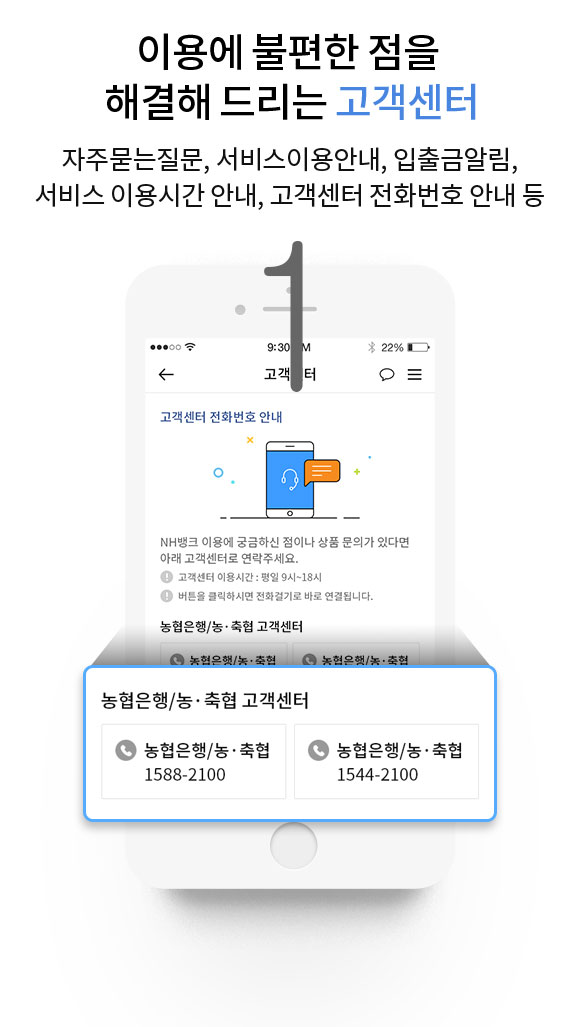 이용에 불편한 점을
해결해 드리는 고객센터
자주묻는질문, 서비스이용안내, 입출금알림,
서비스 이용시간 안내, 고객센터 전화번호 안내 등
1
22%
고객센터 전화번호 안내
NH뱅크 이용에 궁금하신 점이나 상품 문의가 있다면
아래 고객센터로 연락주세요.
고객센터 이용시간 : 평일 9시~18시
버튼을 클릭하시면 전화걸기로 바로 연결됩니다.
농협은행/농·축협 고객센터
농협은행/농·축협 농협은행/농·축협
농협은행/농·축협 고객센터
농협은행/농·축협 농협은행/농·축협
1588-2100 1544-2100